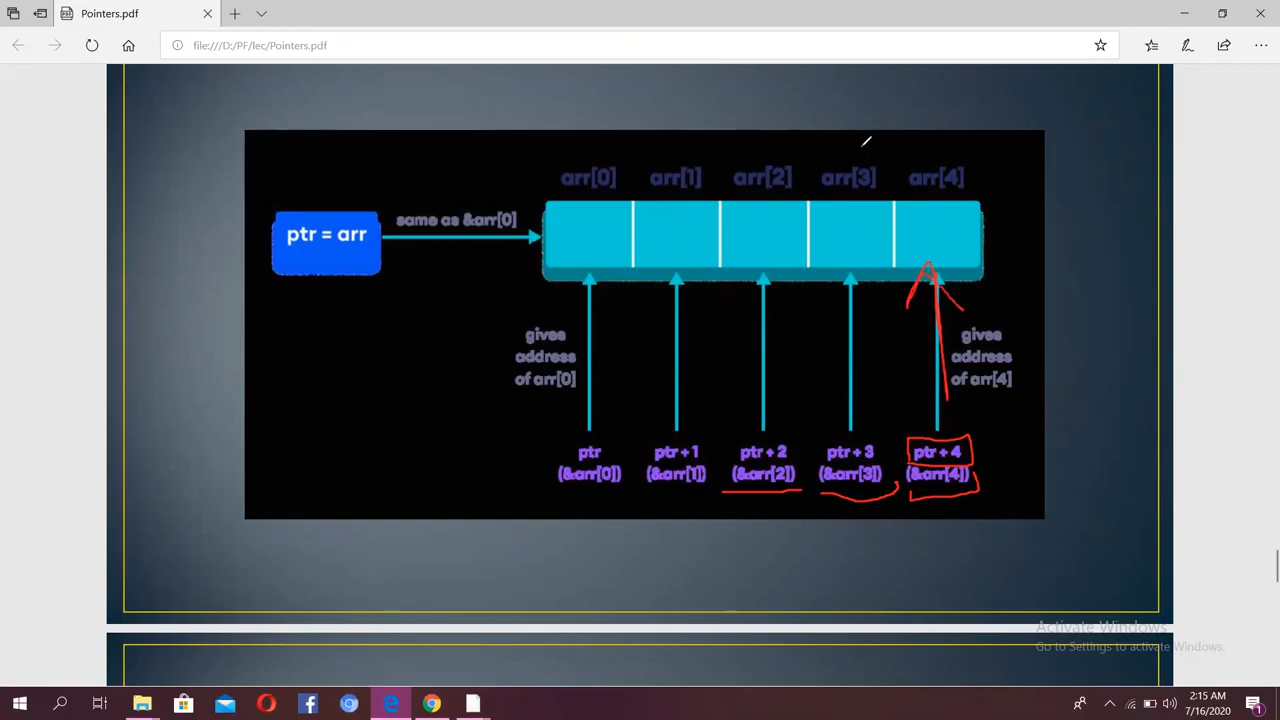 Pointers.pdf
file:///D:/PF/lec/Pointers.pdf
arr[0] arr[1] arr[2] arr[3] arr[4]
same as &arr[0]
ptr = arr
gives
address
of arr[0]
gives
address
of arr[4]
ptr ptr + 1 ptr + 2 ptr + 3 ptr + 4
(&arr[0]) (&arr[1]) (&arr[2]) (&arr[3]) (&arr[4])
Activate Windows
Go to Settings to activate Windows.
2:15 AM
7/16/2020
1